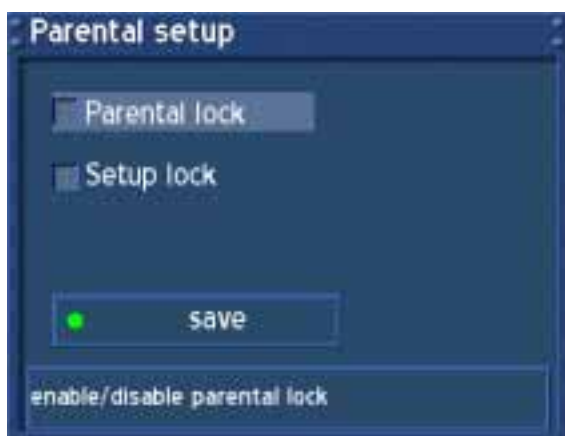 Parental setup
Parental lock
Setup lock
save
enable/disable parental lock